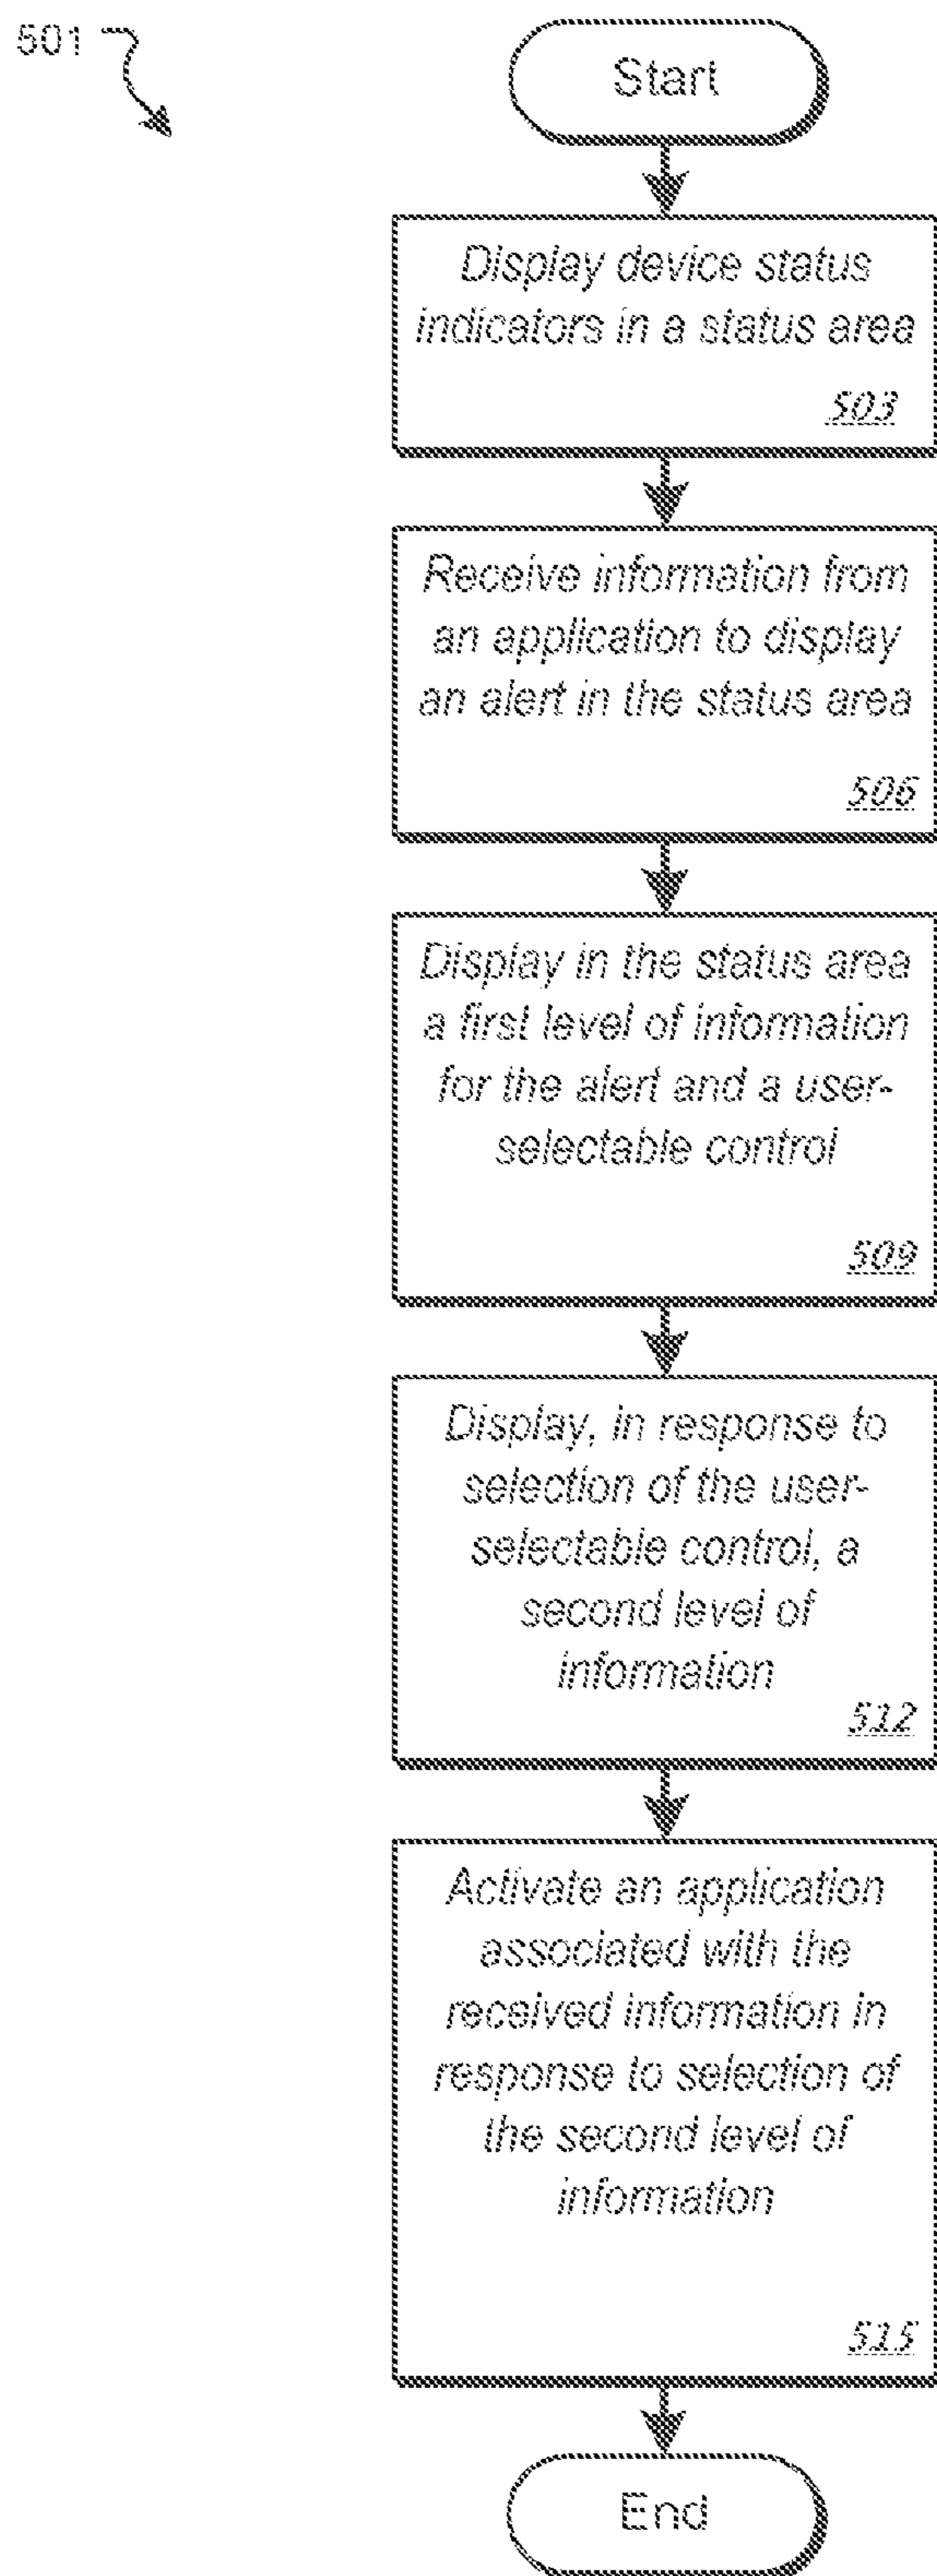 501
Start
Display device status
indicators in a status area
503
Receive information from
an application to display
an alert in the status area
506
Display in the status area
a first level of information
for the alert and a user-
selectable control
509
Display, in response to
selection of the user-
selectable control, a
second level of
information
512
Activate an application
associated with the
received information in
response to selection of
the second level of
information
515
End